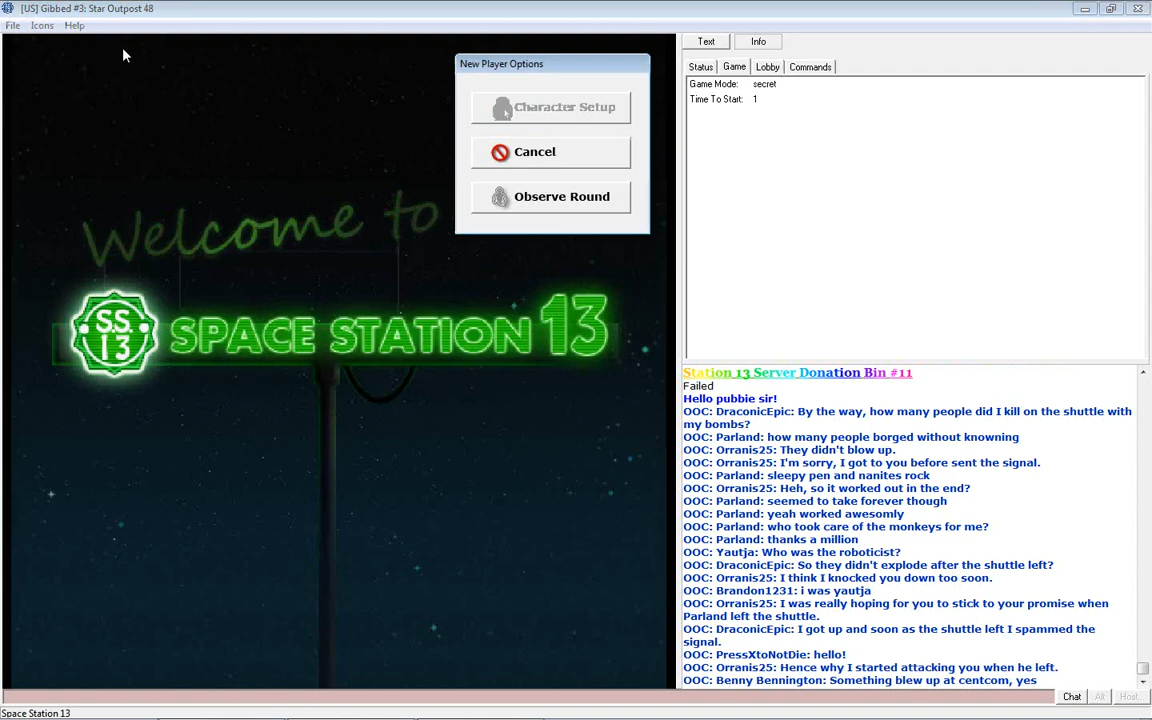 [US] Gibbed #3: Star Outpost 48
File Icons Help
New Player Options
Character Setup
Cancel
Observe Round
Welcome to
S.S. 13
SPACE STATION 13
Text Info
Status Game Lobby Commands
Game Mode: secret
Time To Start: 1
Station 13 Server Donation Bin #11
Failed
Hello pubbie sir!
OOC: DraconicEpic: By the way, how many people did I kill on the shuttle with
my bombs?
OOC: Parland: how many people borged without knowning
OOC: Orranis25: They didn't blow up.
OOC: Orranis25: I'm sorry, I got to you before sent the signal.
OOC: Parland: sleepy pen and nanites rock
OOC: Orranis25: Heh, so it worked out in the end?
OOC: Parland: seemed to take forever though
OOC: Parland: yeah worked awesomly
OOC: Parland: who took care of the monkeys for me?
OOC: Parland: thanks a million
OOC: Yautja: Who was the roboticist?
OOC: DraconicEpic: So they didn't explode after the shuttle left?
OOC: Orranis25: I think I knocked you down too soon.
OOC: Brandon1231: i was yautja
OOC: Orranis25: I was really hoping for you to stick to your promise when
Parland left the shuttle.
OOC: DraconicEpic: I got up and soon as the shuttle left I spammed the
signal.
OOC: PressXtoNotDie: hello!
OOC: Orranis25: Hence why I started attacking you when he left.
OOC: Benny Bennington: Something blew up at centcom, yes
Chat Alt Host...
Space Station 13